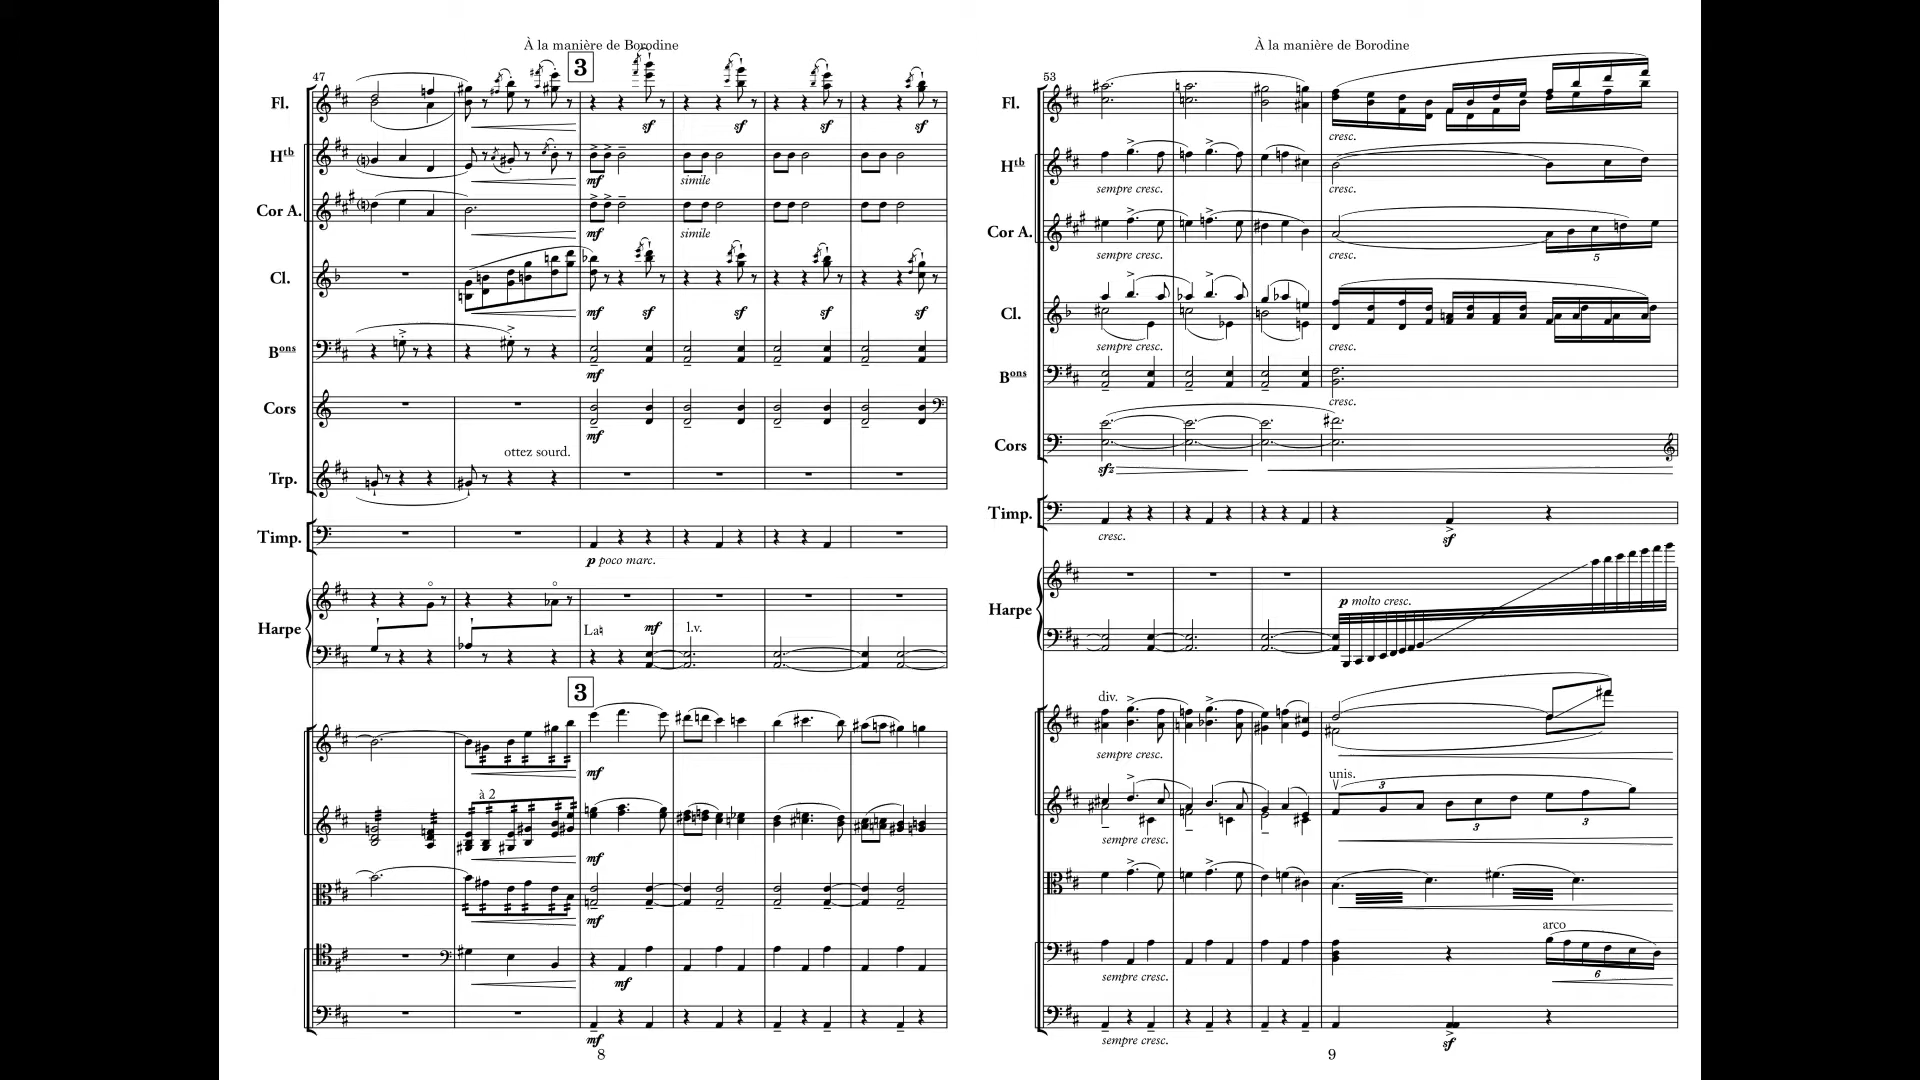 À la manière de Borodine
47
3
Fl.
sf sf sf sf
Htb
mf simile
Cor A.
mf simile
Cl.
mf sf sf sf sf
Bons
mf
Cors
mf
ottez sourd.
Trp.
Timp.
p poco marc.
Harpe
La♮ mf l.v.
3
mf
à 2
mf
mf
mf
mf
8
À la manière de Borodine
53
Fl.
cresc.
Htb
sempre cresc. cresc.
Cor A.
sempre cresc. cresc.
5
Cl.
sempre cresc. cresc.
Bons
cresc.
Cors
sfz
Timp.
cresc. sf
Harpe
p molto cresc.
div.
sempre cresc.
unis.
3 3 3
sempre cresc.
arco
sempre cresc. 6
sempre cresc. sf
9